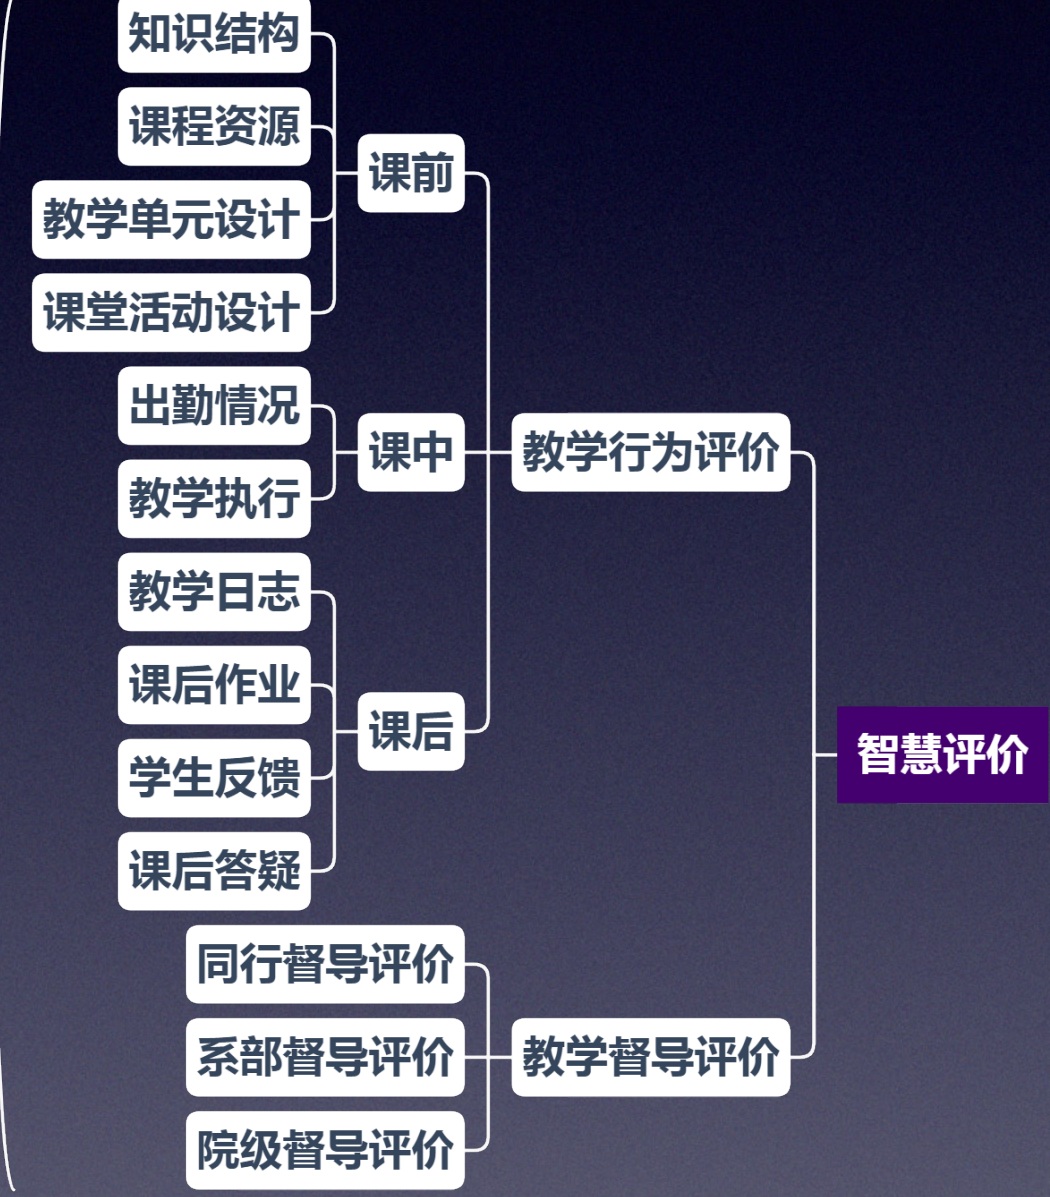 知识结构
课程资源
课前
教学单元设计
课堂活动设计
出勤情况
课中
教学行为评价
教学执行
教学日志
课后作业
课后
智慧评价
学生反馈
课后答疑
同行督导评价
系部督导评价
教学督导评价
院级督导评价